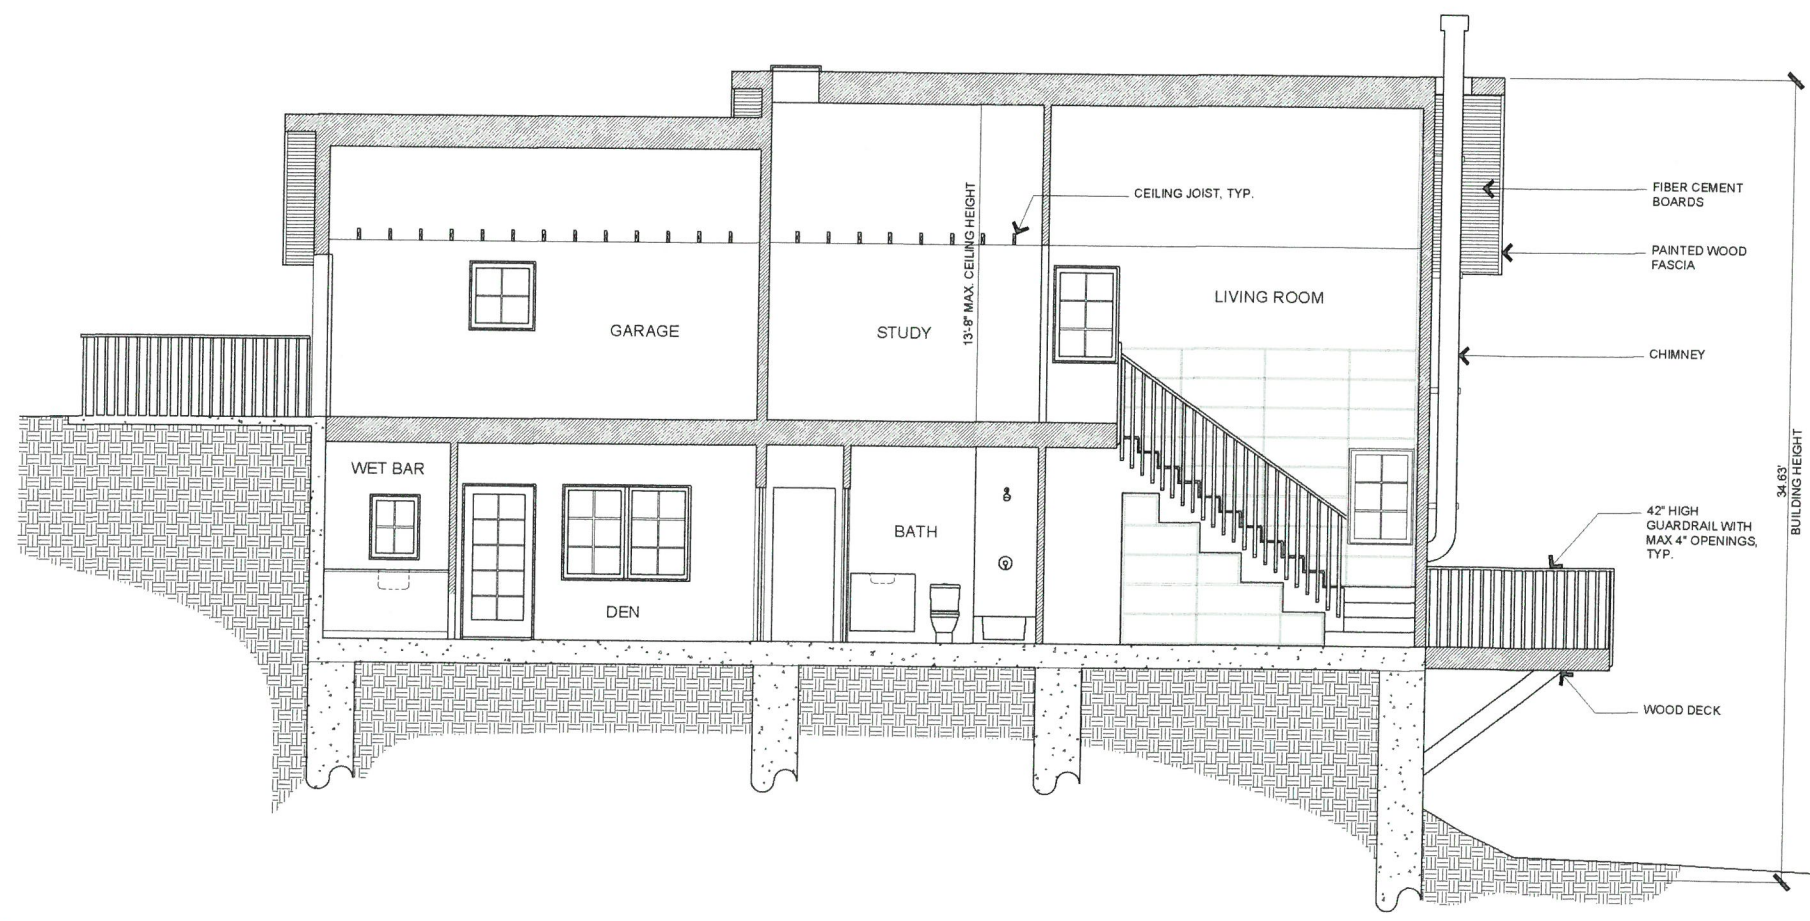 CEILING JOIST, TYP.
13'-8" MAX. CEILING HEIGHT
FIBER CEMENT
BOARDS
PAINTED WOOD
FASCIA
LIVING ROOM
GARAGE
STUDY
CHIMNEY
34.63'
BUILDING HEIGHT
WET BAR
BATH
DEN
42" HIGH
GUARDRAIL WITH
MAX 4" OPENINGS,
TYP.
WOOD DECK